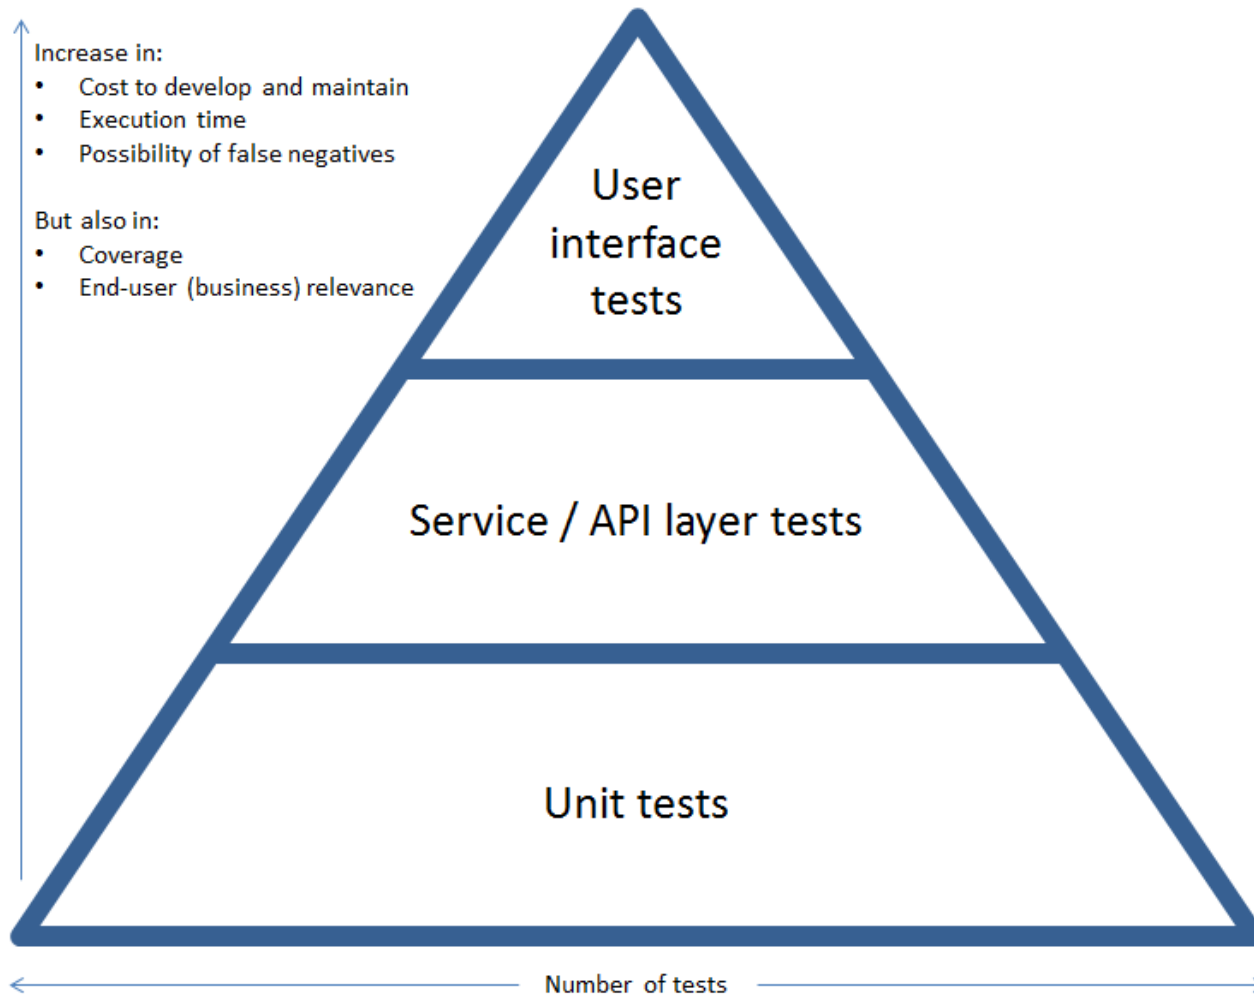 Increase in:
• Cost to develop and maintain
• Execution time
• Possibility of false negatives
But also in:
• Coverage
• End-user (business) relevance
User
interface
tests
Service / API layer tests
Unit tests
Number of tests